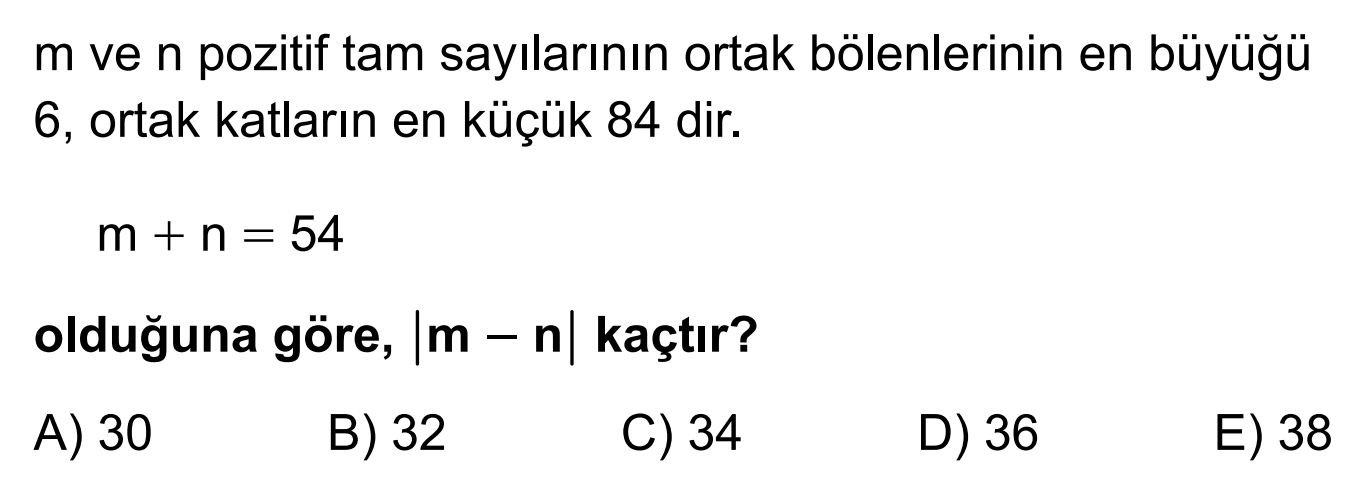 m ve n pozitif tam sayılarının ortak bölenlerinin en büyüğü
6, ortak katların en küçük 84 dir.
m + n = 54
olduğuna göre, |m – n| kaçtır?
A) 30 B) 32 C) 34 D) 36 E) 38